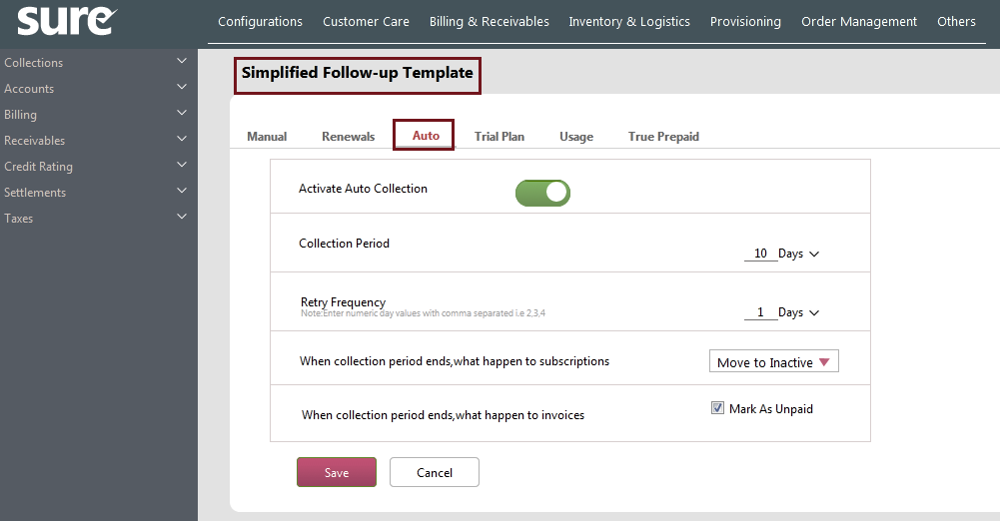 sure
Configurations Customer Care Billing & Receivables Inventory & Logistics Provisioning Order Management Others
Collections
Accounts
Billing
Receivables
Credit Rating
Settlements
Taxes
Simplified Follow-up Template
Manual Renewals Auto Trial Plan Usage True Prepaid
Activate Auto Collection
Collection Period
10 Days
Retry Frequency
Note:Enter numeric day values with comma separated i.e 2,3,4
1 Days
When collection period ends,what happen to subscriptions
Move to Inactive
When collection period ends,what happen to invoices
Mark As Unpaid
Save Cancel